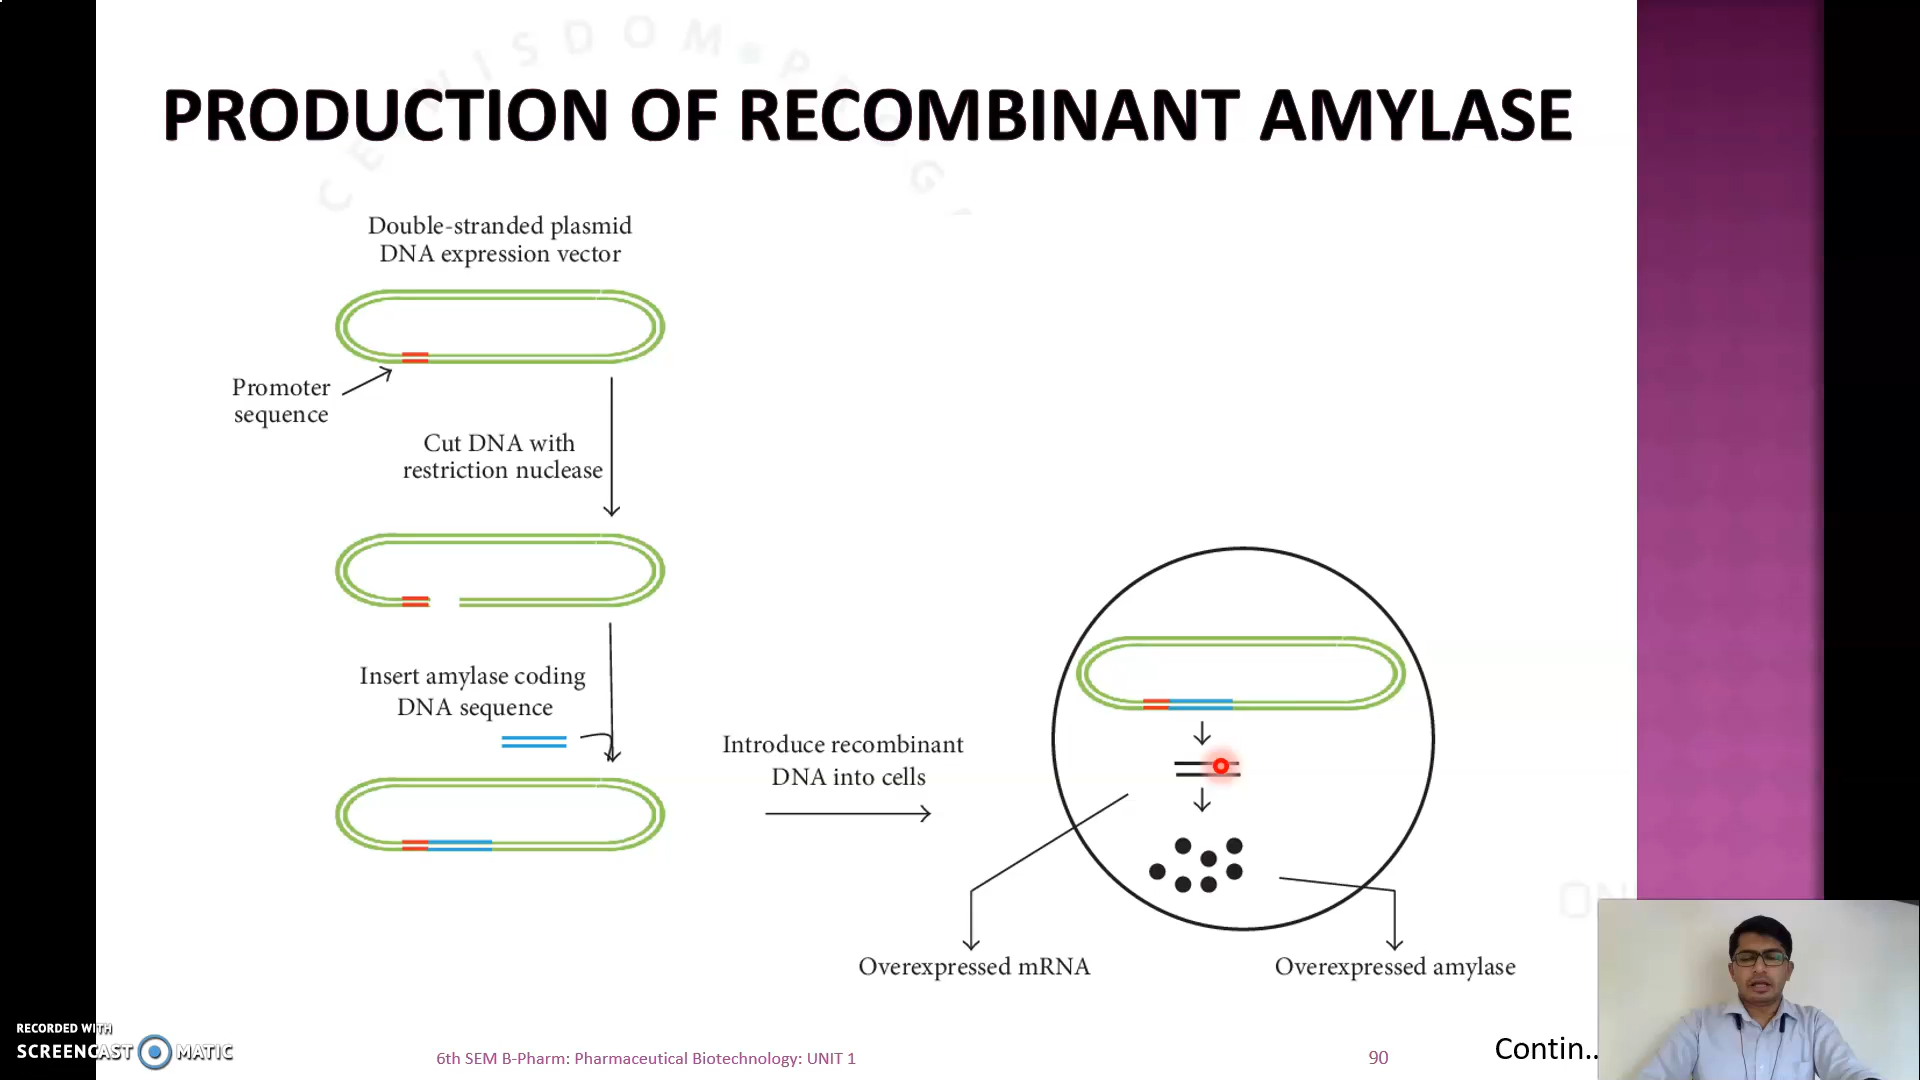 PRODUCTION OF RECOMBINANT AMYLASE
Double-stranded plasmid
DNA expression vector
Promoter
sequence
Cut DNA with
restriction nuclease
Insert amylase coding
DNA sequence
Introduce recombinant
DNA into cells
Overexpressed mRNA
Overexpressed amylase
Contin..
RECORDED WITH
SCREENCAST MATIC
6th SEM B-Pharm: Pharmaceutical Biotechnology: UNIT 1
90